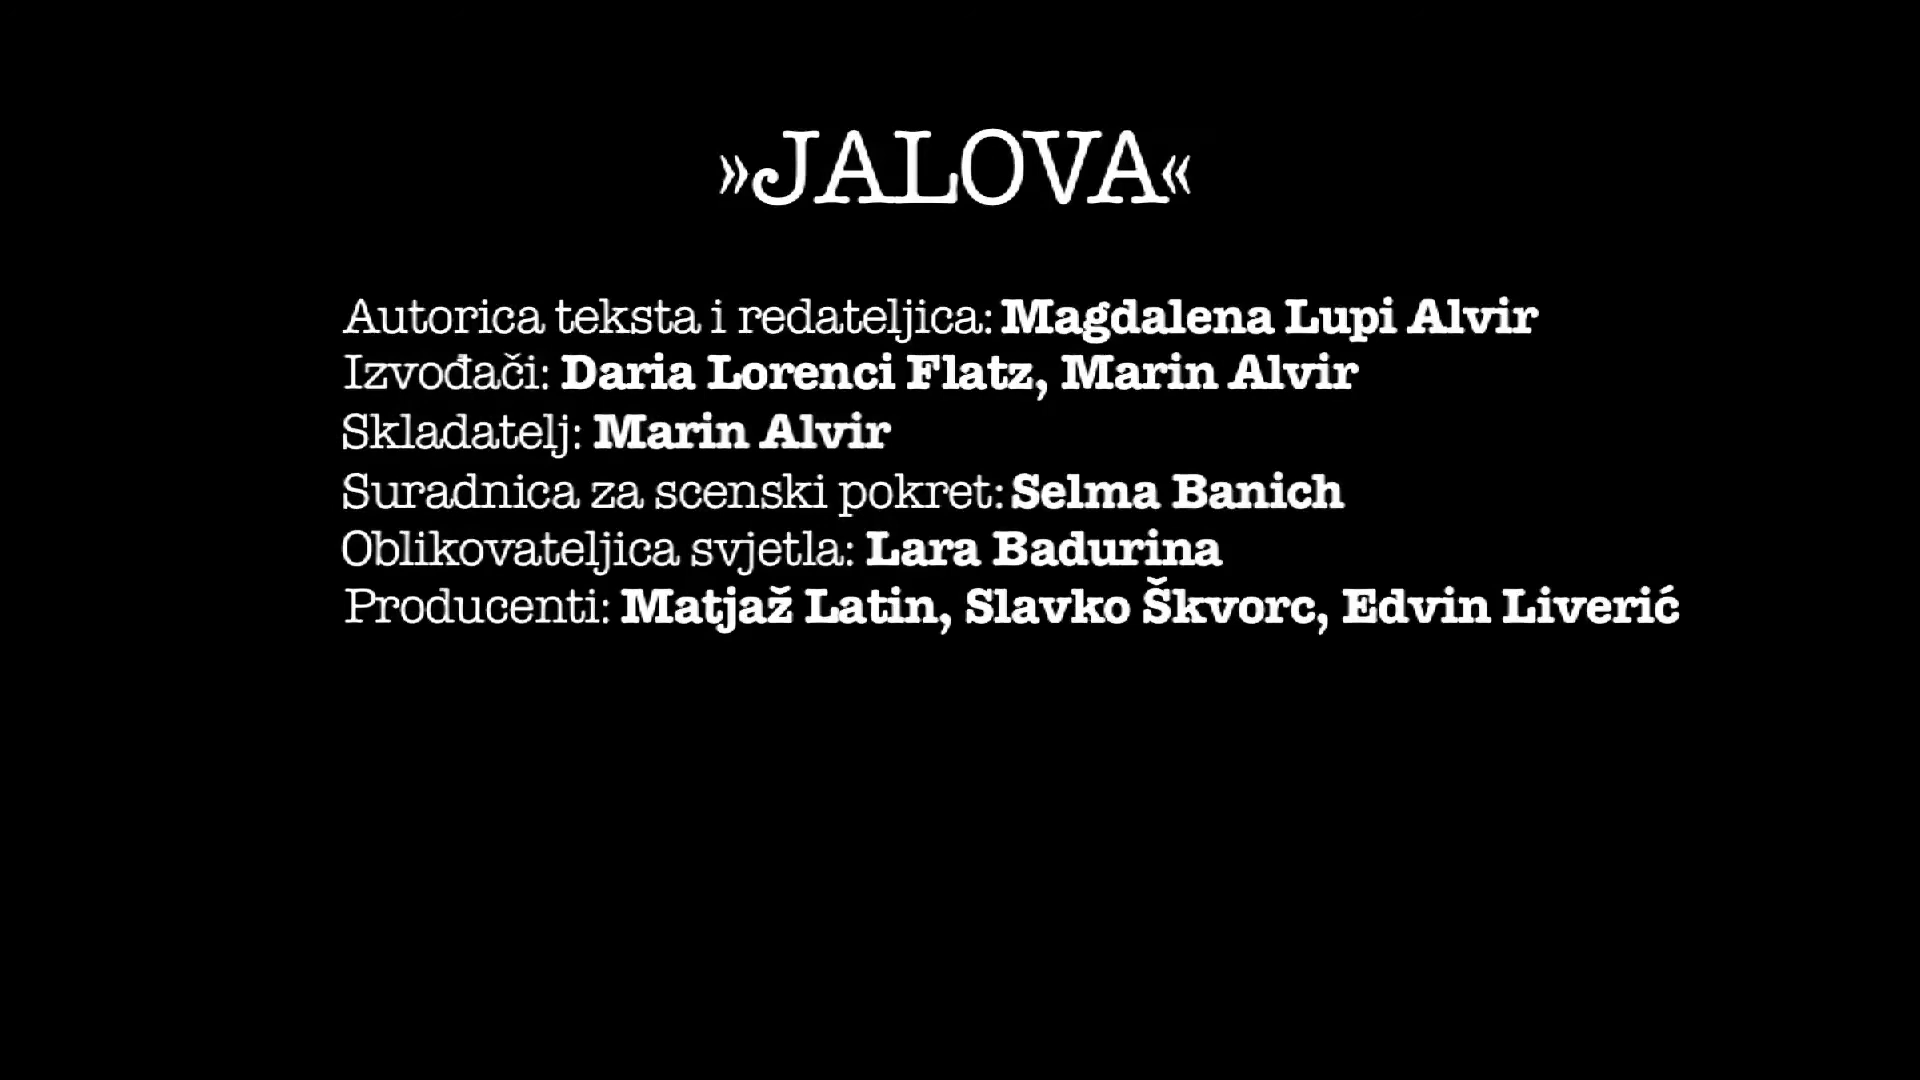 »JALOVA«
Autorica teksta i redateljica: Magdalena Lupi Alvir
Izvođači: Daria Lorenci Flatz, Marin Alvir
Skladatelj: Marin Alvir
Suradnica za scenski pokret: Selma Banich
Oblikovateljica svjetla: Lara Badurina
Producenti: Matjaž Latin, Slavko Škvorc, Edvin Liverić